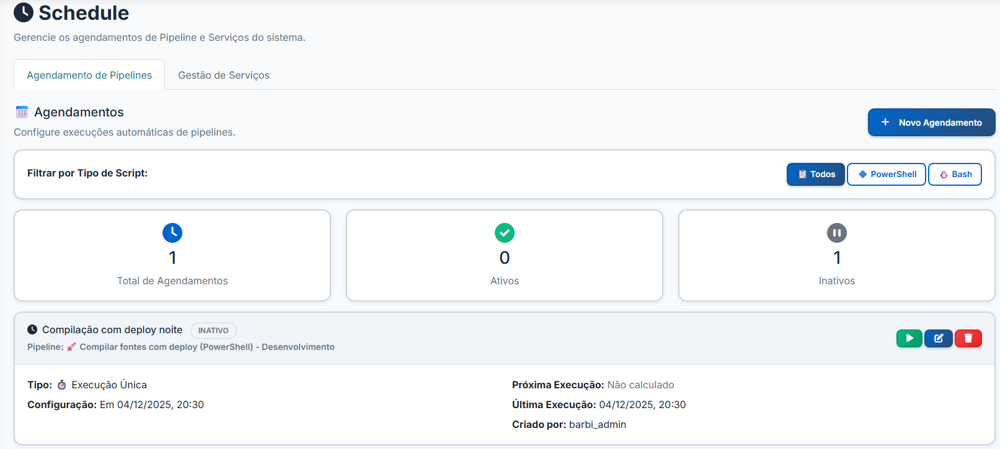 Schedule
Gerencie os agendamentos de Pipeline e Serviços do sistema.
Agendamento de Pipelines
Gestão de Serviços
Agendamentos
Configure execuções automáticas de pipelines.
+ Novo Agendamento
Filtrar por Tipo de Script:
Todos
PowerShell
Bash
1
Total de Agendamentos
0
Ativos
1
Inativos
Compilação com deploy noite INATIVO
Pipeline: 🚀 Compilar fontes com deploy (PowerShell) - Desenvolvimento
Tipo: ⏱ Execução Única
Configuração: Em 04/12/2025, 20:30
Próxima Execução: Não calculado
Última Execução: 04/12/2025, 20:30
Criado por: barbi_admin